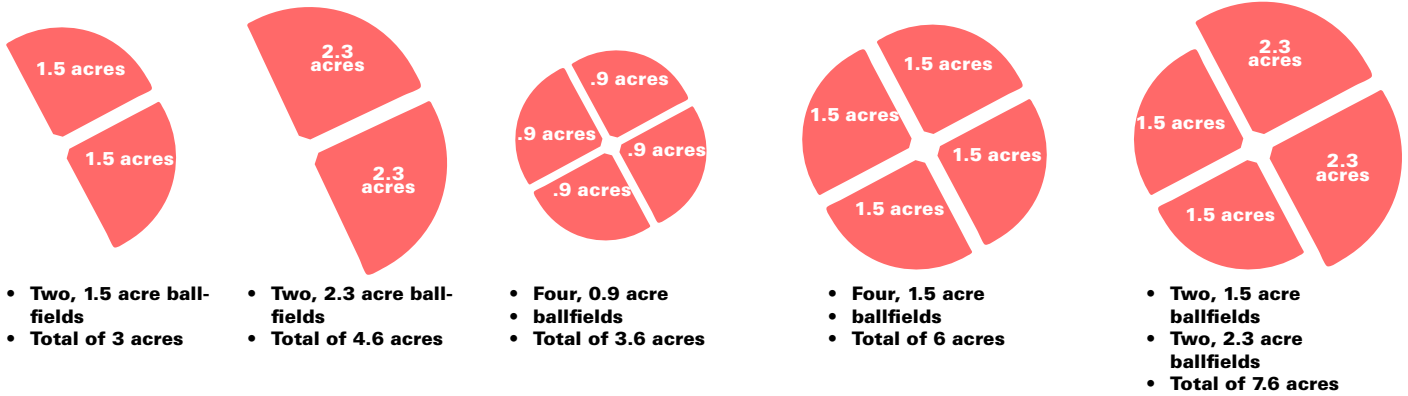 1.5 acres
1.5 acres
• Two, 1.5 acre ball-
fields
• Total of 3 acres
2.3
acres
2.3
acres
• Two, 2.3 acre ball-
fields
• Total of 4.6 acres
.9 acres
.9 acres
.9 acres
.9 acres
• Four, 0.9 acre
• ballfields
• Total of 3.6 acres
1.5 acres
1.5 acres
1.5 acres
1.5 acres
• Four, 1.5 acre
• ballfields
• Total of 6 acres
2.3
acres
1.5 acres
2.3
acres
1.5 acres
• Two, 1.5 acre
ballfields
• Two, 2.3 acre
ballfields
• Total of 7.6 acres